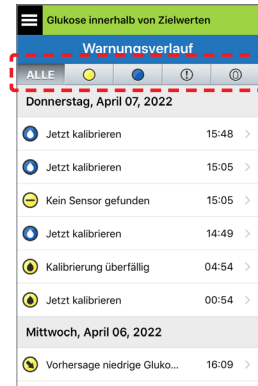 Glukose innerhalb von Zielwerten
Warnungsverlauf
ALLE
Donnerstag, April 07, 2022
Jetzt kalibrieren 15:48
Jetzt kalibrieren 15:05
Kein Sensor gefunden 15:05
Jetzt kalibrieren 14:49
Kalibrierung überfällig 04:54
Jetzt kalibrieren 00:54
Mittwoch, April 06, 2022
Vorhersage niedrige Gluko... 16:09